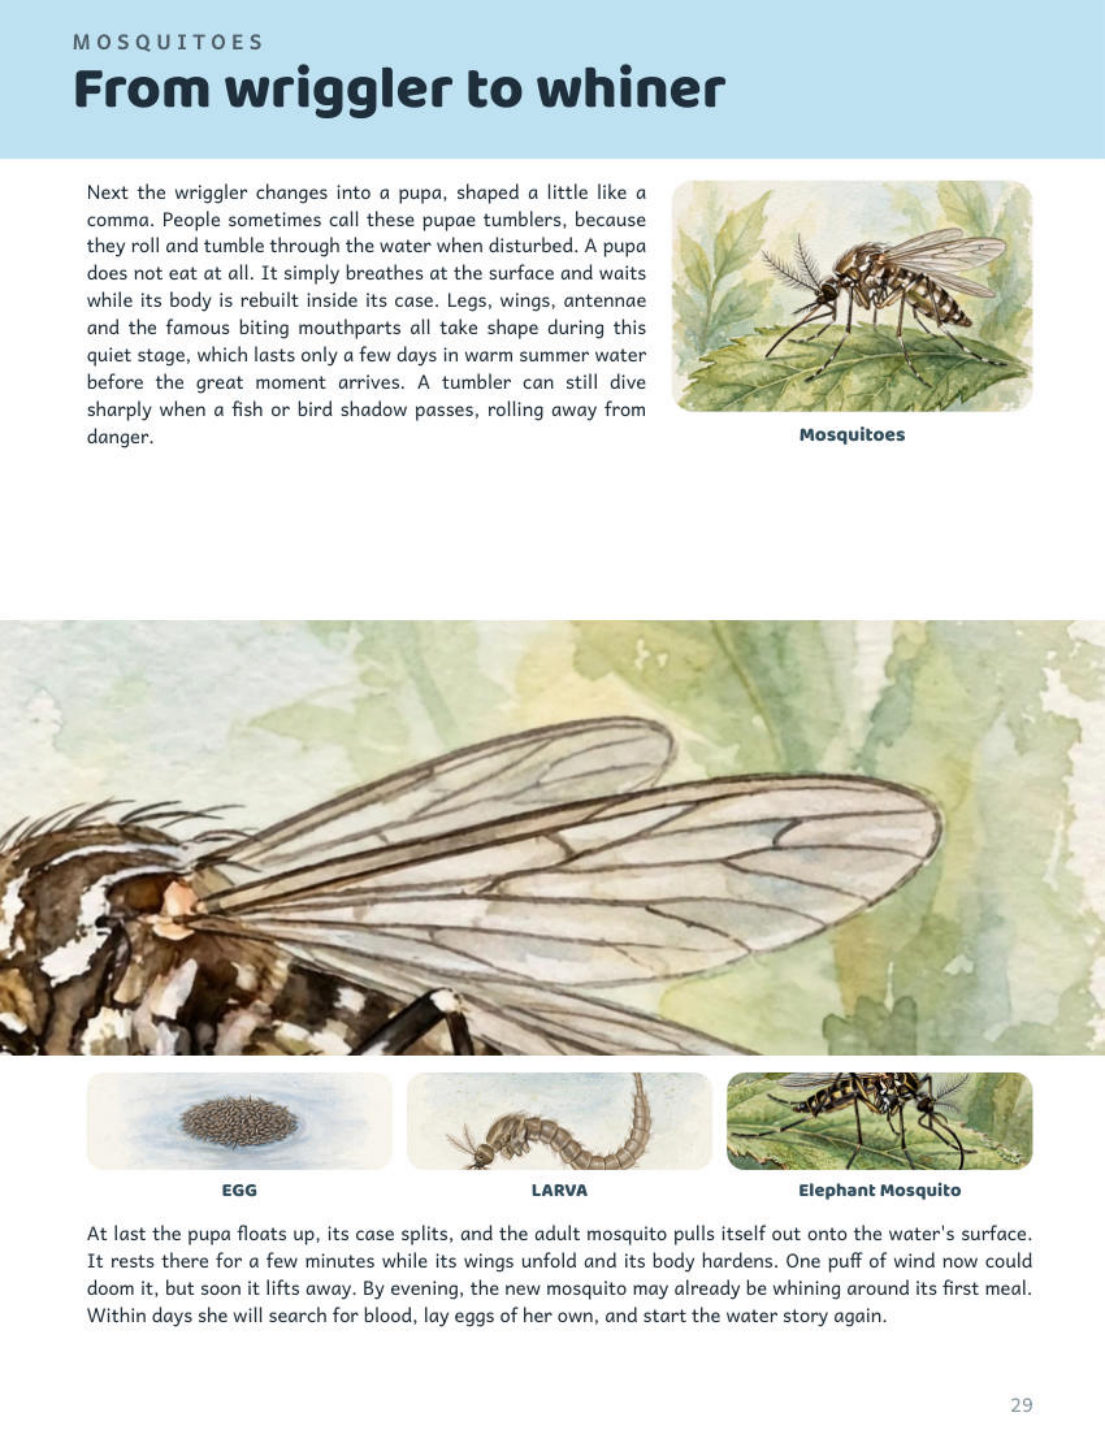 MOSQUITOES
From wriggler to whiner
Next the wriggler changes into a pupa, shaped a little like a
comma. People sometimes call these pupae tumblers, because
they roll and tumble through the water when disturbed. A pupa
does not eat at all. It simply breathes at the surface and waits
while its body is rebuilt inside its case. Legs, wings, antennae
and the famous biting mouthparts all take shape during this
quiet stage, which lasts only a few days in warm summer water
before the great moment arrives. A tumbler can still dive
sharply when a fish or bird shadow passes, rolling away from
danger.
Mosquitoes
EGG
LARVA
Elephant Mosquito
At last the pupa floats up, its case splits, and the adult mosquito pulls itself out onto the water's surface.
It rests there for a few minutes while its wings unfold and its body hardens. One puff of wind now could
doom it, but soon it lifts away. By evening, the new mosquito may already be whining around its first meal.
Within days she will search for blood, lay eggs of her own, and start the water story again.
29